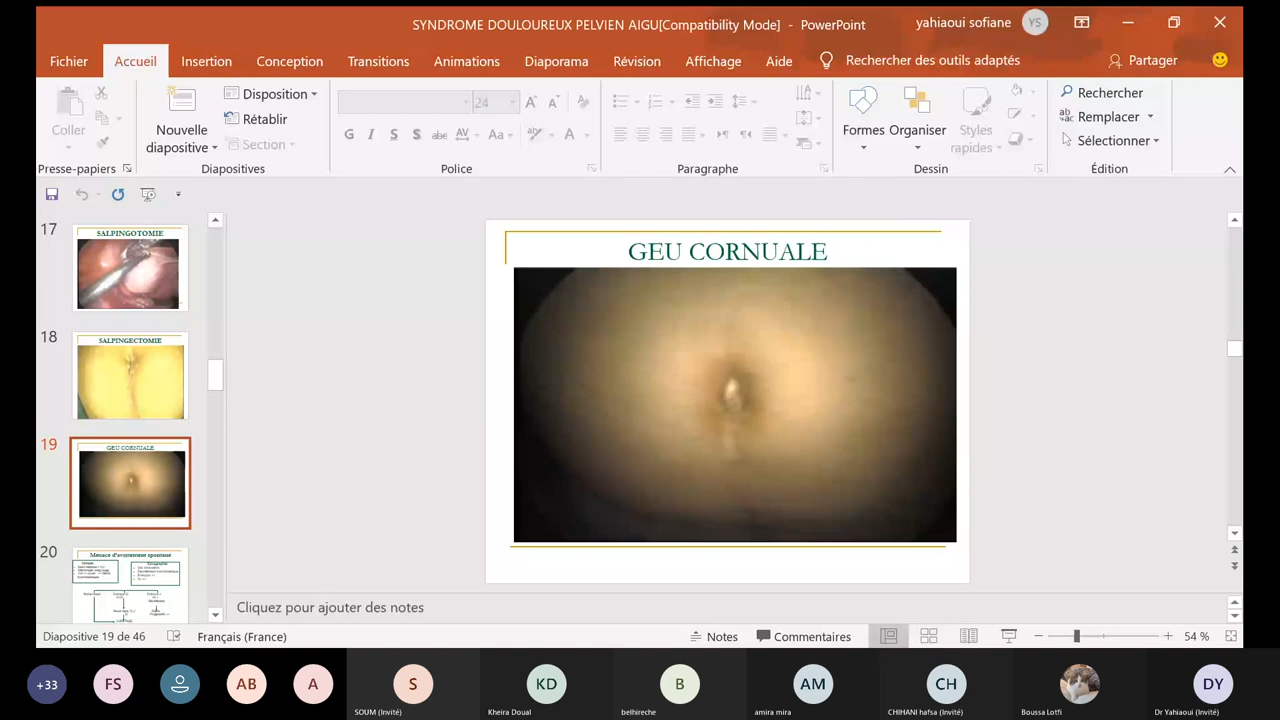 SYNDROME DOULOUREUX PELVIEN AIGU[Compatibility Mode] - PowerPoint
yahiaoui sofiane
YS
Fichier
Accueil
Insertion
Conception
Transitions
Animations
Diaporama
Révision
Affichage
Aide
Rechercher des outils adaptés
Partager
Coller
Nouvelle diapositive
Disposition
Rétablir
Section
24
G I S S abc AV Aa A
Formes
Organiser
Styles rapides
Rechercher
Remplacer
Sélectionner
Presse-papiers
Diapositives
Police
Paragraphe
Dessin
Édition
17
SALPINGOTOMIE
18
SALPINGECTOMIE
19
GEU CORNUALE
20
Menace d'avortement spontané
GEU CORNUALE
Cliquez pour ajouter des notes
Diapositive 19 de 46
Français (France)
Notes
Commentaires
54 %
+33
FS
AB
A
S
SOUM (Invité)
KD
Kheira Doual
B
belhireche
AM
amira mira
CH
CHIHANI hafsa (Invité)
Boussa Lotfi
DY
Dr Yahiaoui (Invité)